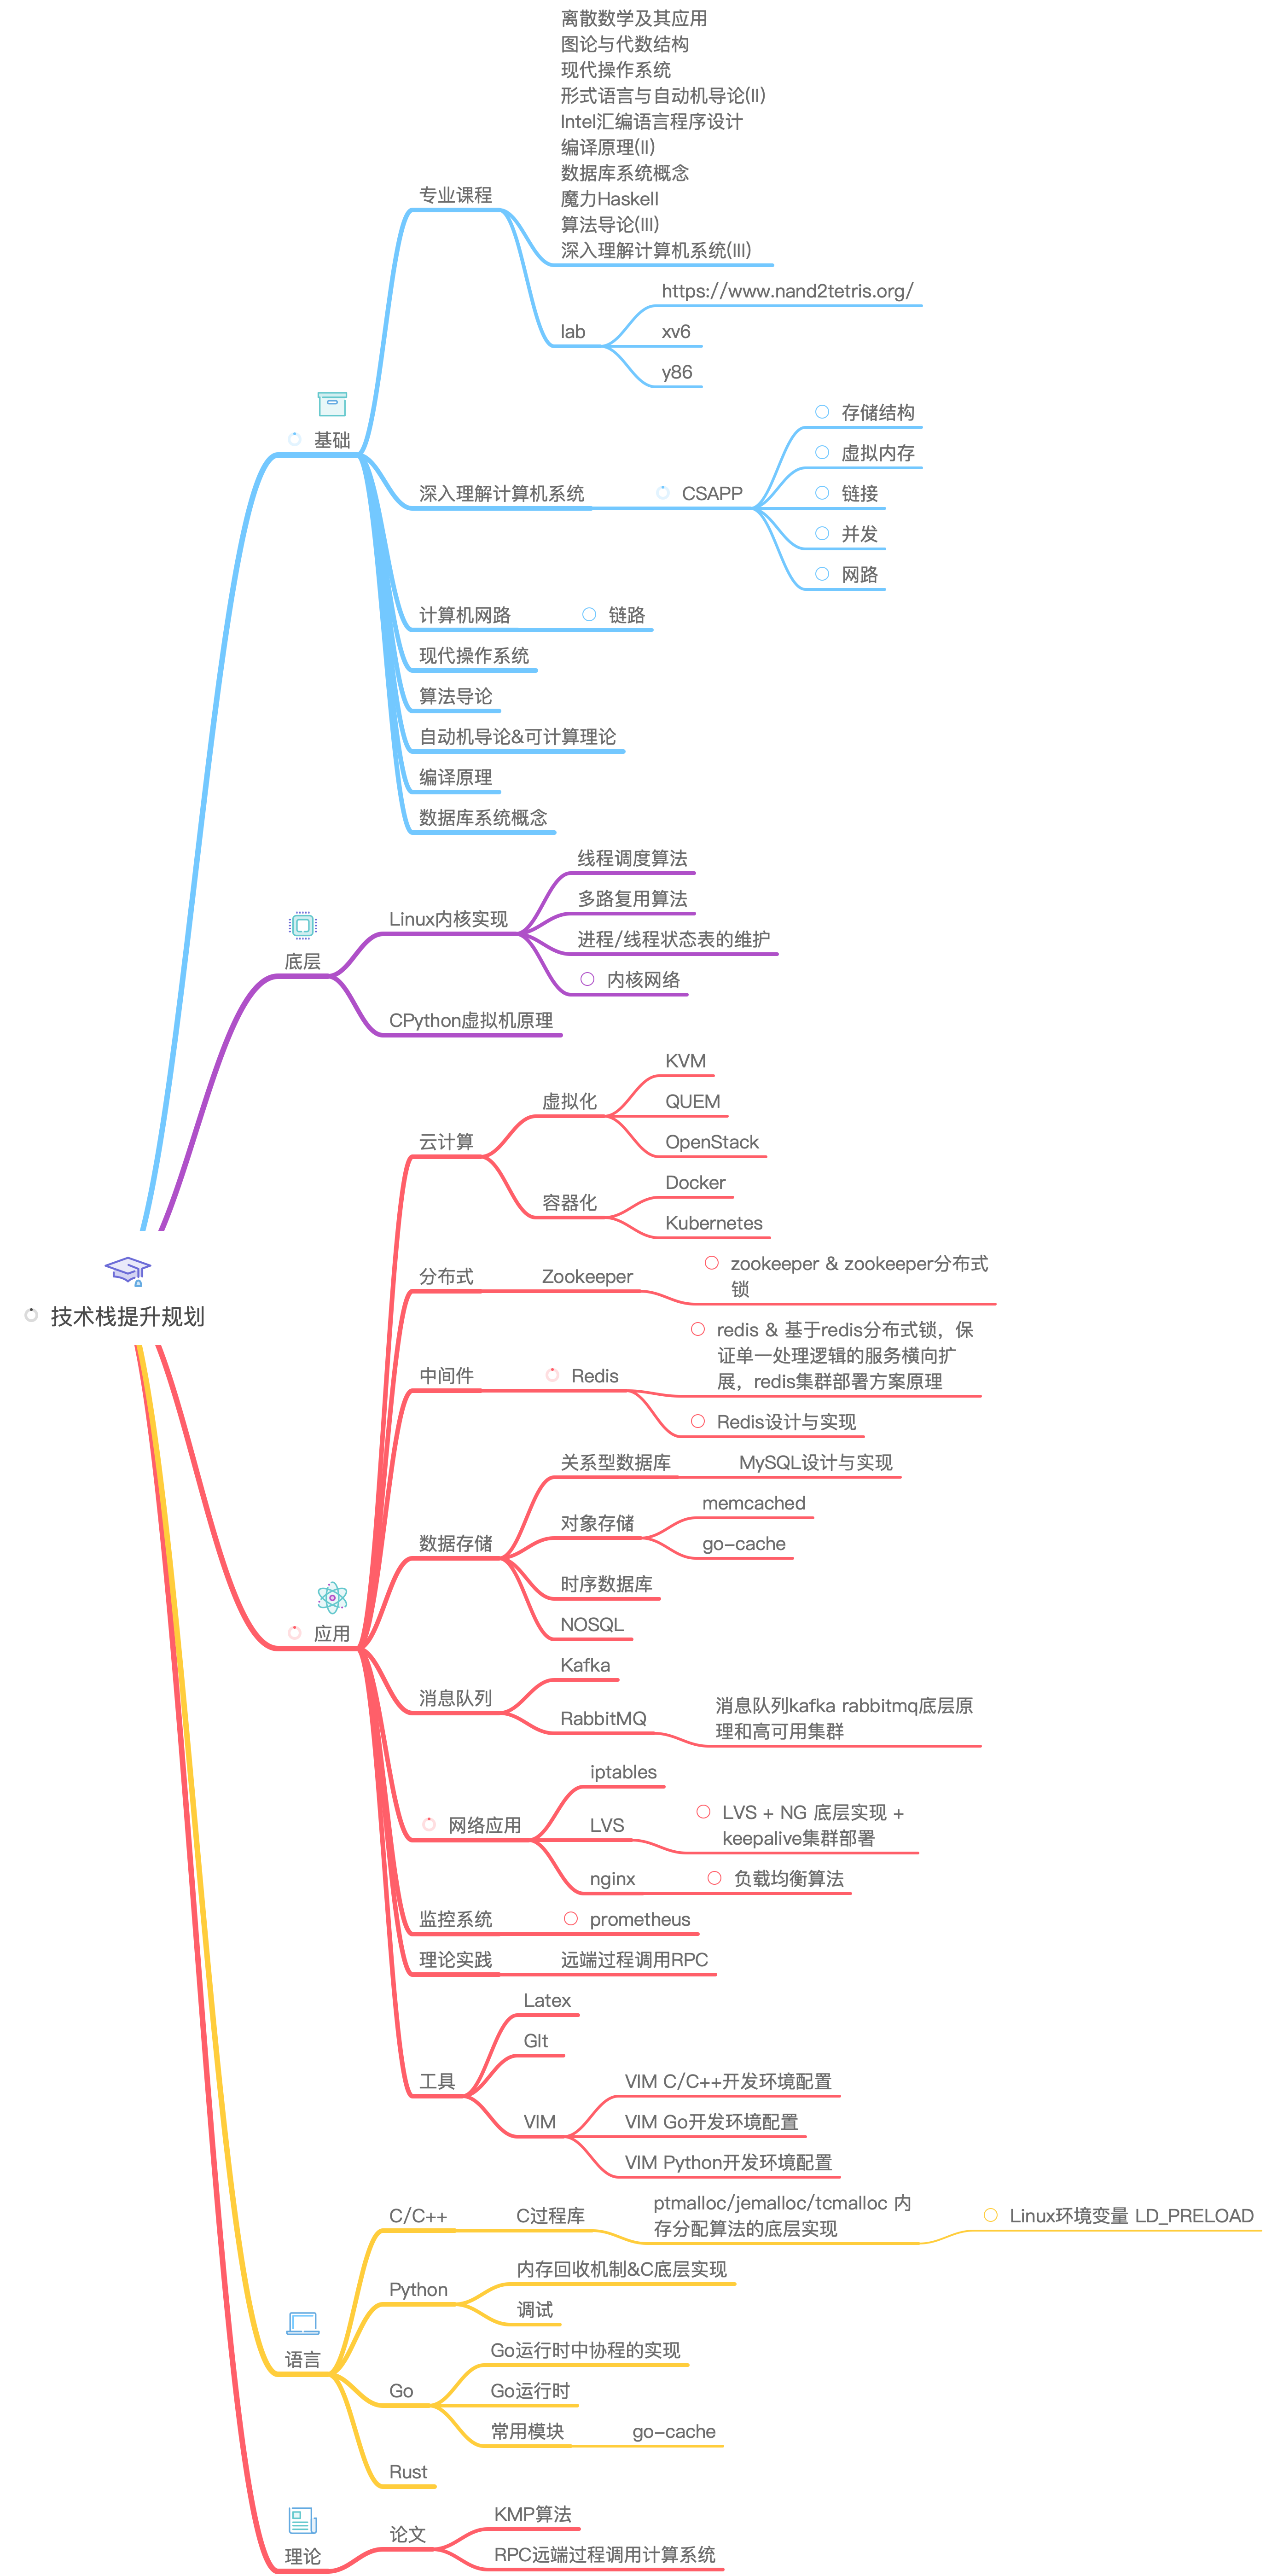 离散数学及其应用
图论与代数结构
现代操作系统
形式语言与自动机导论(II)
Intel汇编语言程序设计
编译原理(II)
数据库系统概念
魔力Haskell
算法导论(III)
深入理解计算机系统(III)
专业课程
https://www.nand2tetris.org/
lab
xv6
y86
基础
存储结构
虚拟内存
深入理解计算机系统
CSAPP
链接
并发
网路
计算机网路
链路
现代操作系统
算法导论
自动机导论&可计算理论
编译原理
数据库系统概念
线程调度算法
多路复用算法
Linux内核实现
进程/线程状态表的维护
底层
内核网络
CPython虚拟机原理
KVM
虚拟化
QUEM
云计算
OpenStack
Docker
容器化
Kubernetes
分布式
Zookeeper
zookeeper & zookeeper分布式
锁
技术栈提升规划
redis & 基于redis分布式锁，保
证单一处理逻辑的服务横向扩
展，redis集群部署方案原理
中间件
Redis
Redis设计与实现
关系型数据库
MySQL设计与实现
memcached
对象存储
数据存储
go-cache
时序数据库
NOSQL
应用
Kafka
消息队列
RabbitMQ
消息队列kafka rabbitmq底层原
理和高可用集群
iptables
网络应用
LVS
LVS + NG 底层实现 +
keepalive集群部署
nginx
负载均衡算法
监控系统
prometheus
理论实践
远端过程调用RPC
Latex
GIt
工具
VIM C/C++开发环境配置
VIM
VIM Go开发环境配置
VIM Python开发环境配置
C/C++
C过程库
ptmalloc/jemalloc/tcmalloc 内
存分配算法的底层实现
Linux环境变量 LD_PRELOAD
内存回收机制&C底层实现
Python
调试
语言
Go运行时中协程的实现
Go
Go运行时
常用模块
go-cache
Rust
KMP算法
论文
理论
RPC远端过程调用计算系统